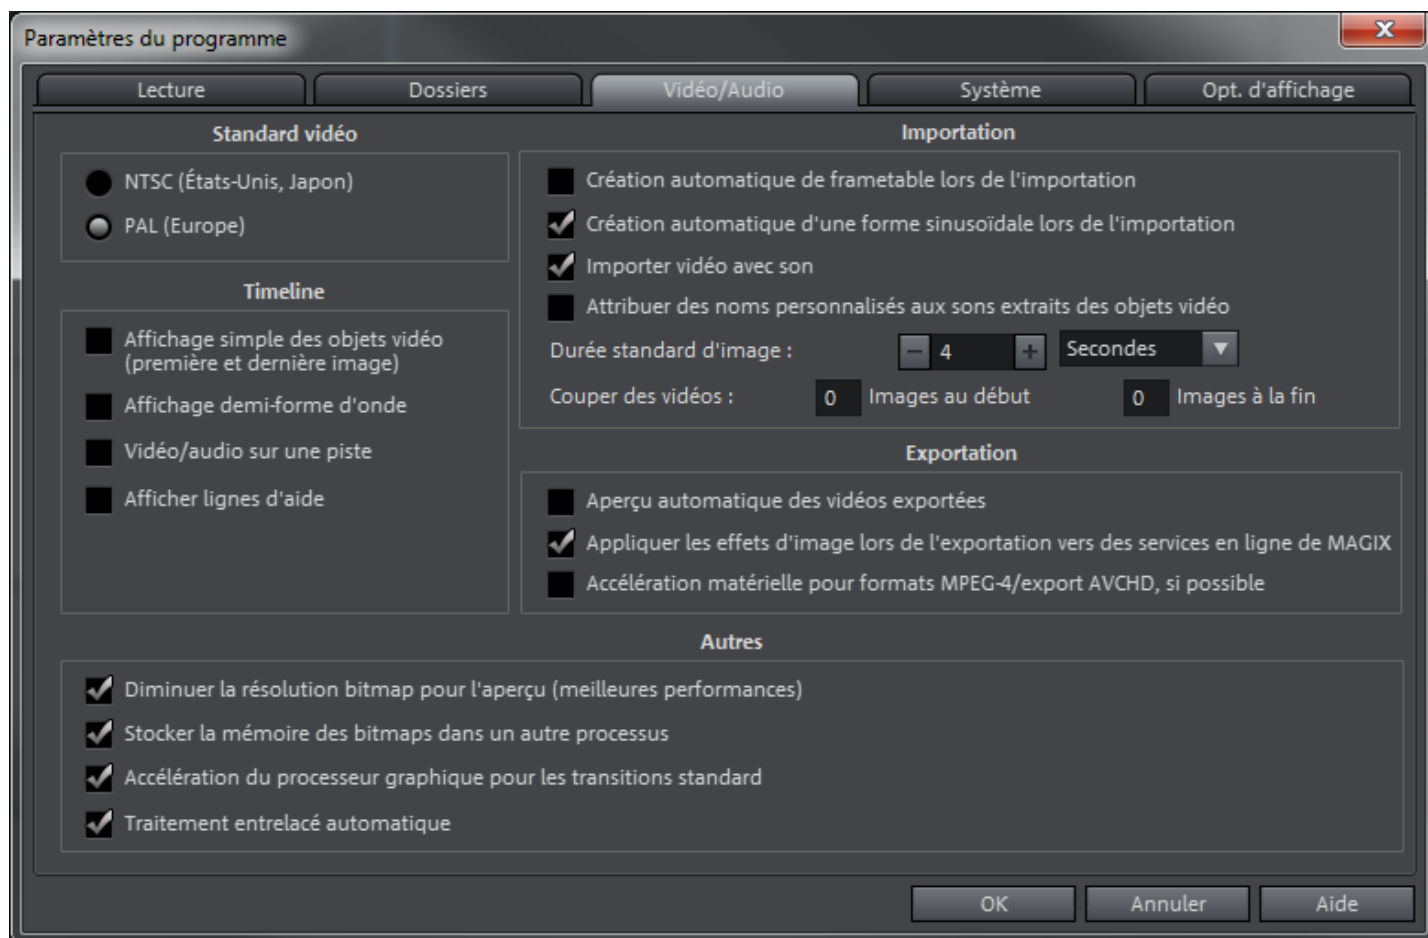 Paramètres du programme
Lecture
Dossiers
Vidéo/Audio
Système
Opt. d'affichage
Standard vidéo
NTSC (États-Unis, Japon)
PAL (Europe)
Timeline
Affichage simple des objets vidéo
(première et dernière image)
Affichage demi-forme d'onde
Vidéo/audio sur une piste
Afficher lignes d'aide
Importation
Création automatique de frametable lors de l'importation
Création automatique d'une forme sinusoïdale lors de l'importation
Importer vidéo avec son
Attribuer des noms personnalisés aux sons extraits des objets vidéo
Durée standard d'image : 4 Secondes
Couper des vidéos : 0 Images au début 0 Images à la fin
Exportation
Aperçu automatique des vidéos exportées
Appliquer les effets d'image lors de l'exportation vers des services en ligne de MAGIX
Accélération matérielle pour formats MPEG-4/export AVCHD, si possible
Autres
Diminuer la résolution bitmap pour l'aperçu (meilleures performances)
Stocker la mémoire des bitmaps dans un autre processus
Accélération du processeur graphique pour les transitions standard
Traitement entrelacé automatique
OK
Annuler
Aide